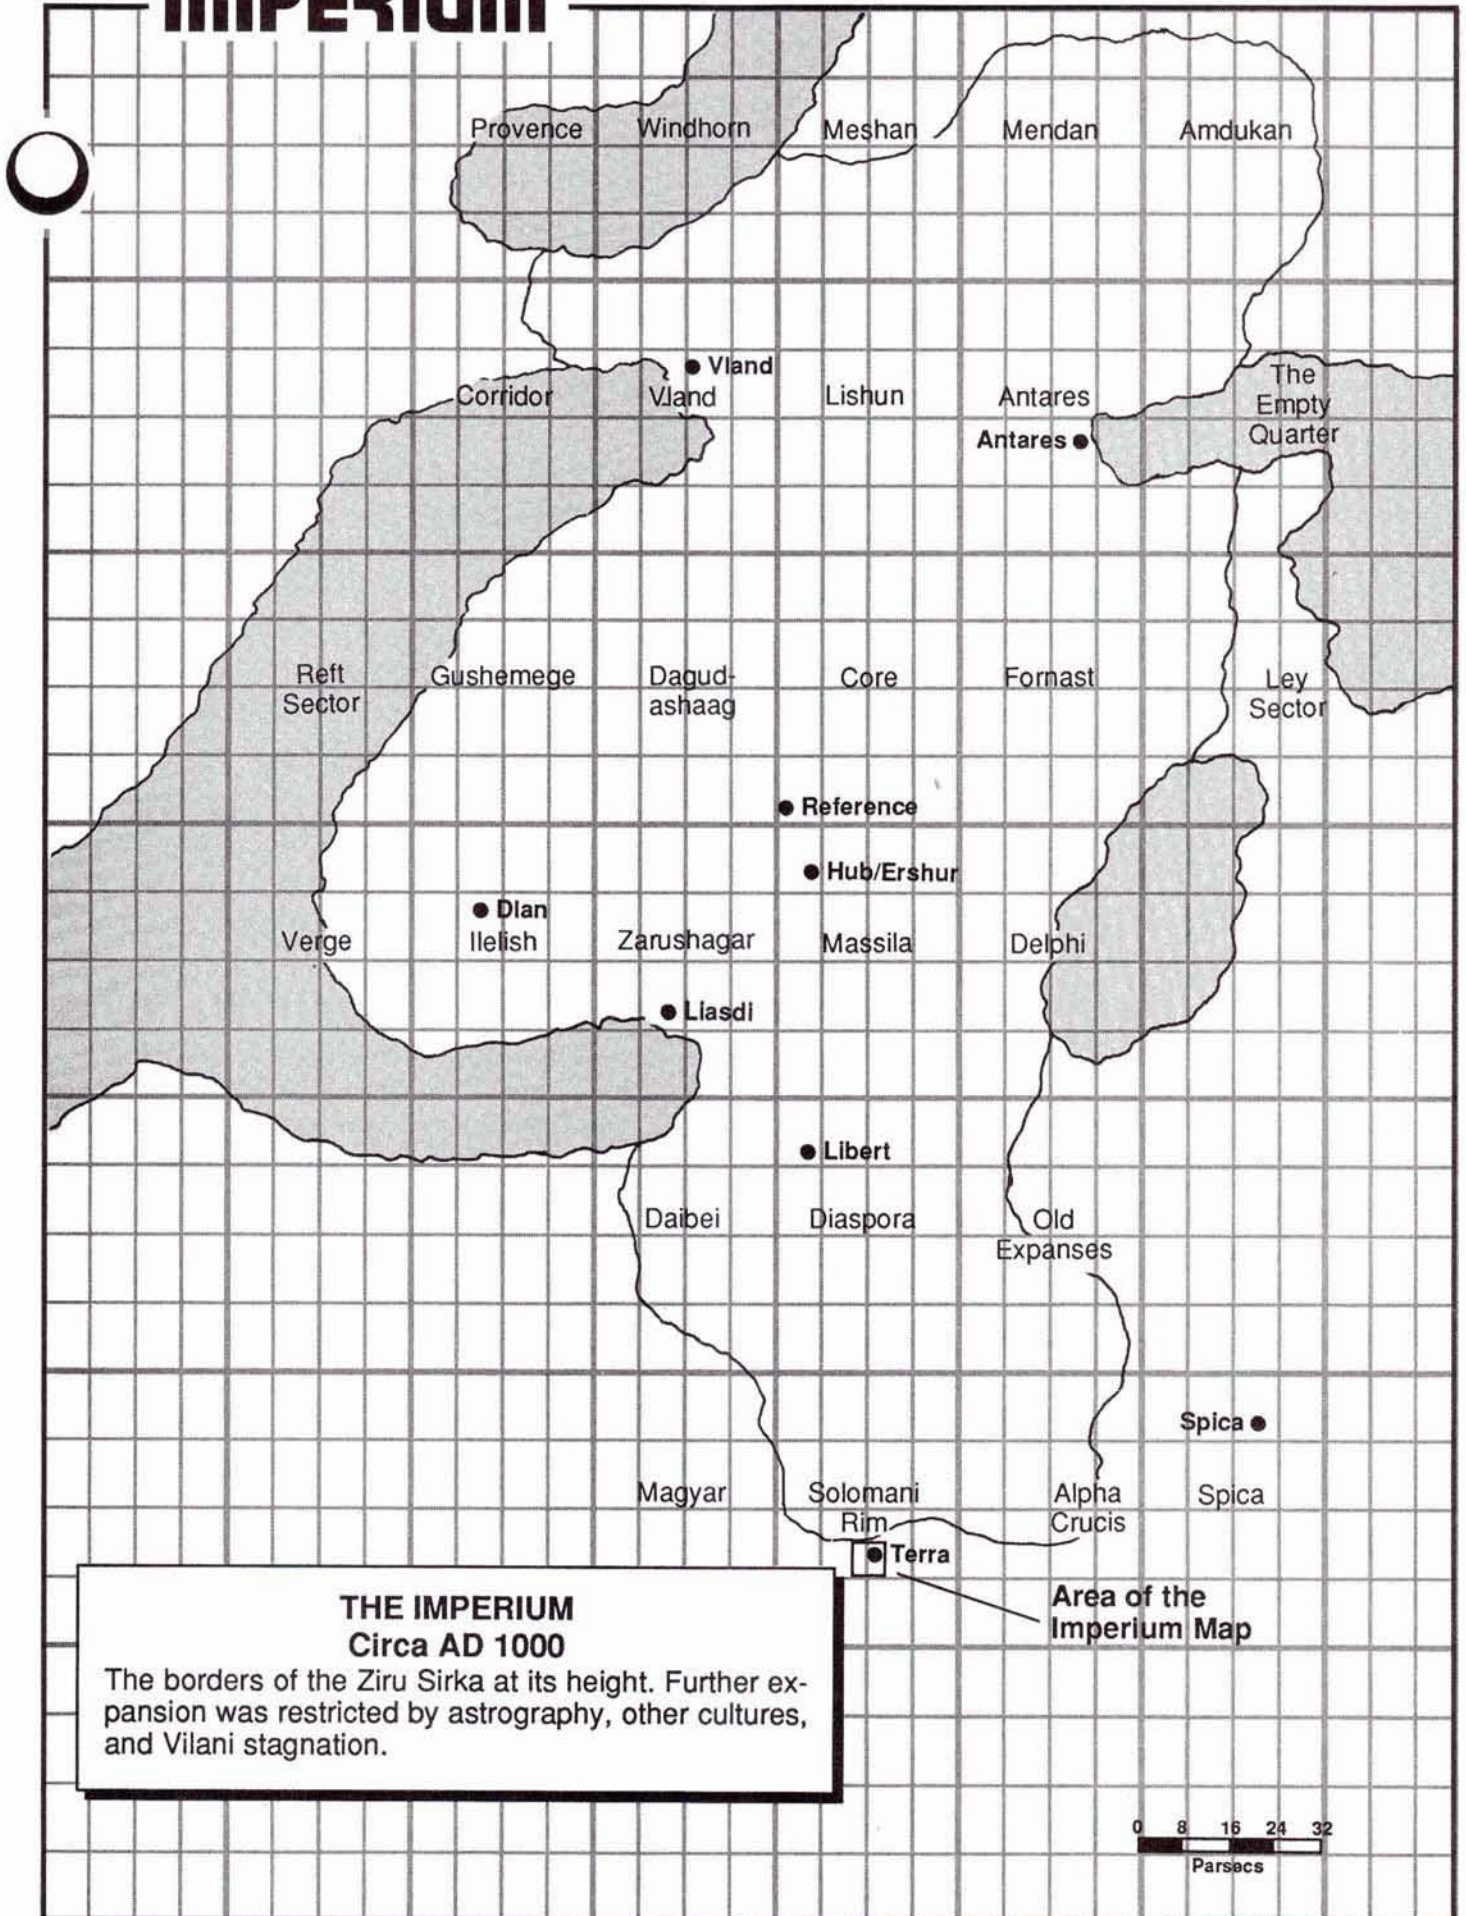 IMPERIUM
Provence Windhorn Meshan Mendan Amdukan
Vland
Corridor Vland Lishun Antares
The
Empty
Quarter
Antares
Reft
Sector
Gushemege
Dagud-
ashaag
Core
Fornast
Ley
Sector
Reference
Hub/Ershur
Dlan
Verge Ilelish Zarushagar Massila Delphi
Liasdi
Libert
Daibei Diaspora
Old
Expanses
Spica
Magyar
Solomani
Rim
Alpha
Crucis
Spica
Terra
Area of the
Imperium Map
THE IMPERIUM
Circa AD 1000
The borders of the Ziru Sirka at its height. Further ex-
pansion was restricted by astrography, other cultures,
and Vilani stagnation.
0 8 16 24 32
Parsecs